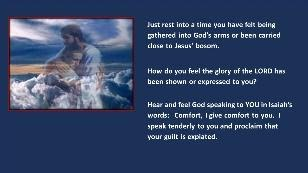 Just rest into a time you have felt being
gathered into God's arms or been carried
close to Jesus' bosom.
How do you feel the glory of the LORD has
been shown or expressed to you?
Hear and feel God speaking to YOU in Isaiah's
words: Comfort, I give comfort to you. I
speak tenderly to you and proclaim that
your guilt is expiated.